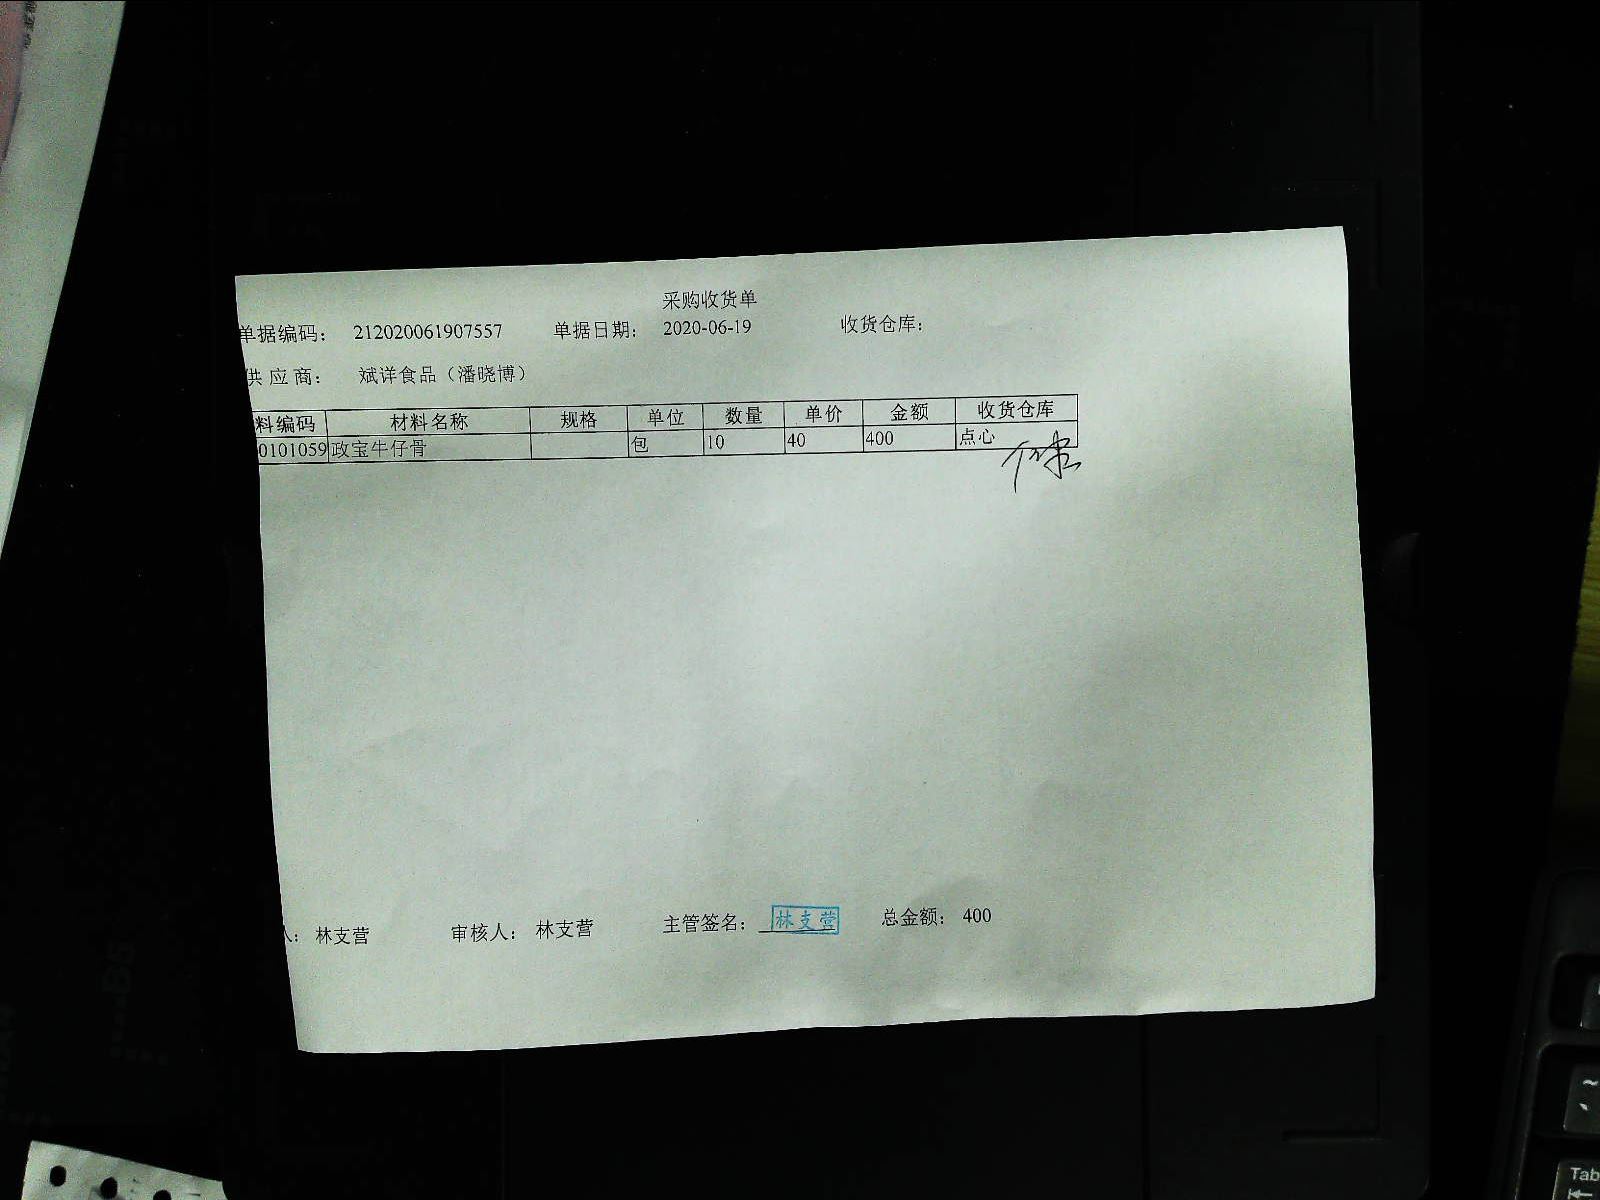 采购收货单
单据编码： 212020061907557 单据日期： 2020-06-19 收货仓库：
供 应 商： 斌详食品（潘晓博）
料编码 材料名称 规格 单位 数量 单价 金额 收货仓库
0101059 政宝牛仔骨 包 10 40 400 点心
人： 林支营 审核人： 林支营 主管签名： 林支营 总金额： 400
Tab